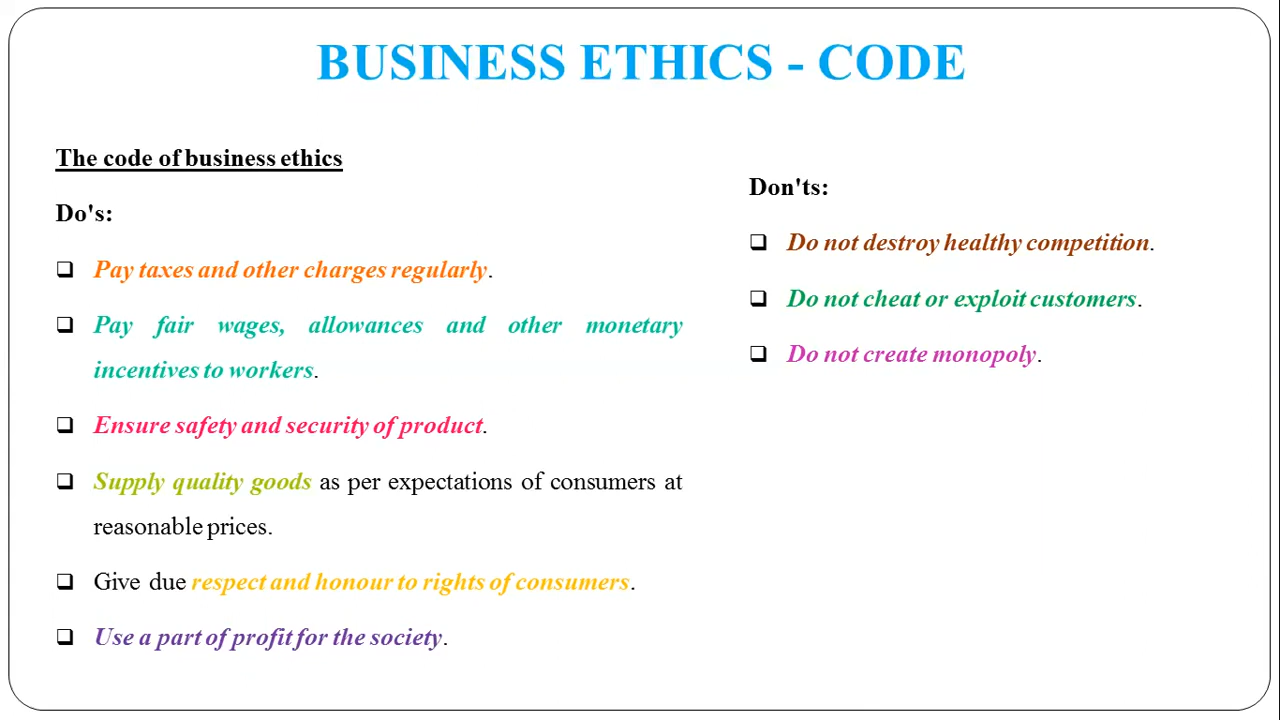 BUSINESS ETHICS - CODE
The code of business ethics
Do's:
❑ Pay taxes and other charges regularly.
❑ Pay fair wages, allowances and other monetary
incentives to workers.
❑ Ensure safety and security of product.
❑ Supply quality goods as per expectations of consumers at
reasonable prices.
❑ Give due respect and honour to rights of consumers.
❑ Use a part of profit for the society.
Don'ts:
❑ Do not destroy healthy competition.
❑ Do not cheat or exploit customers.
❑ Do not create monopoly.